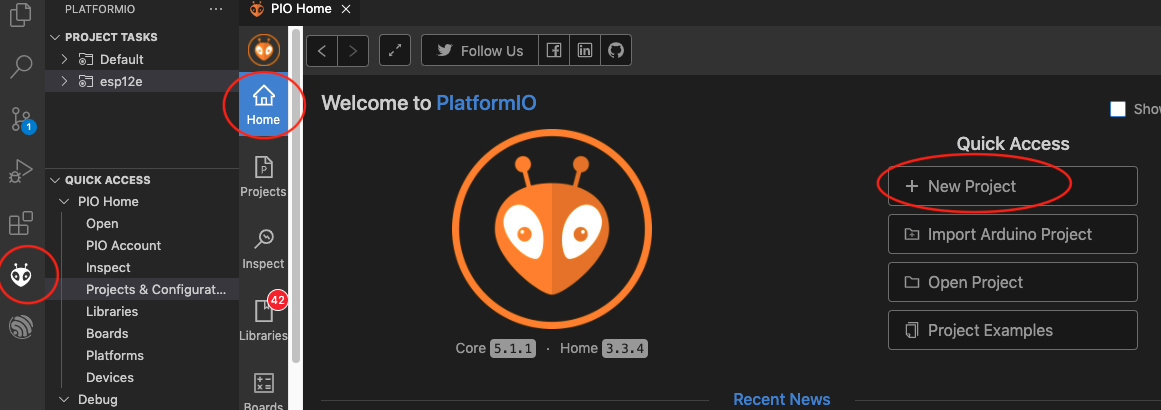 PLATFORMIO
PROJECT TASKS
Default
esp12e
1
QUICK ACCESS
PIO Home
Open
PIO Account
Inspect
Projects & Configurat...
Libraries
Boards
Platforms
Devices
Debug
PIO Home
Home
Projects
Inspect
42
Libraries
Boards
Follow Us
Welcome to PlatformIO
Core 5.1.1 · Home 3.3.4
Quick Access
New Project
Import Arduino Project
Open Project
Project Examples
Recent News